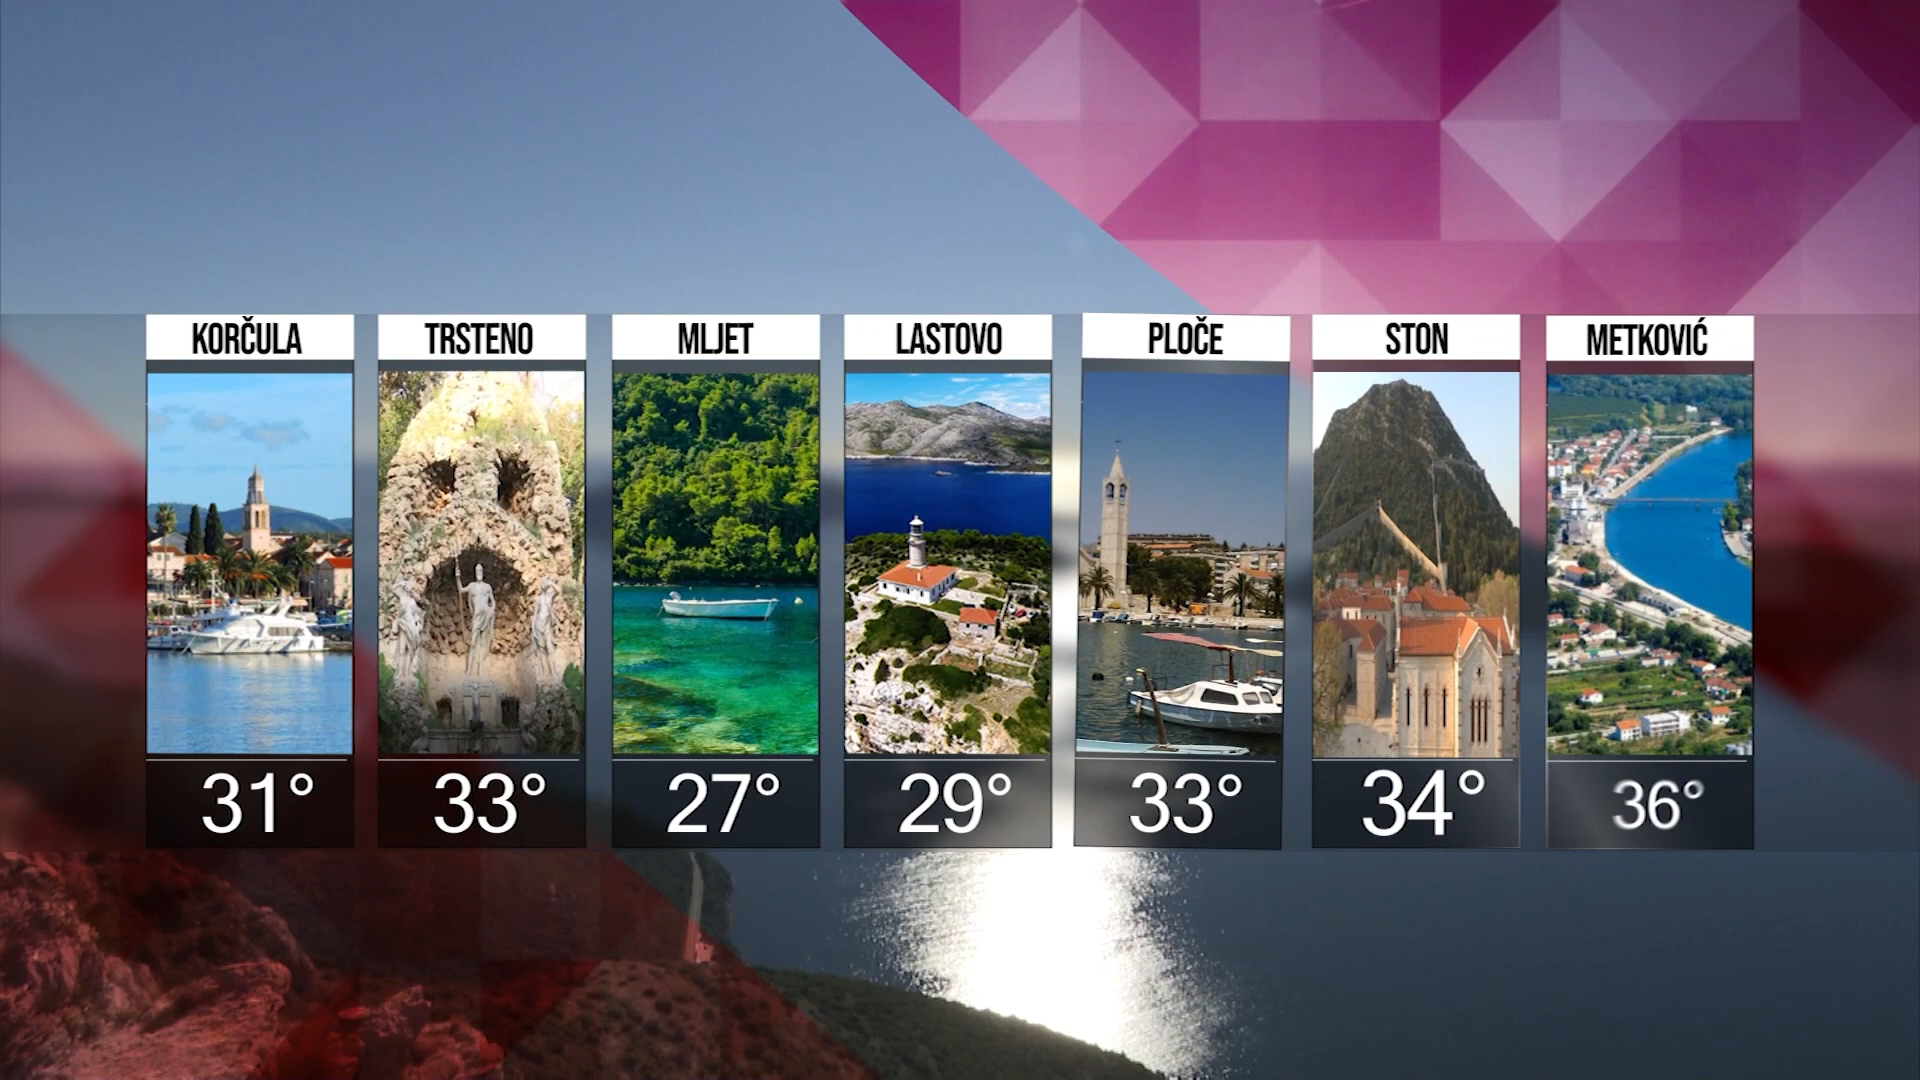 KORČULA
TRSTENO
MLJET
LASTOVO
PLOČE
STON
METKOVIĆ
31°
33°
27°
29°
33°
34°
36°